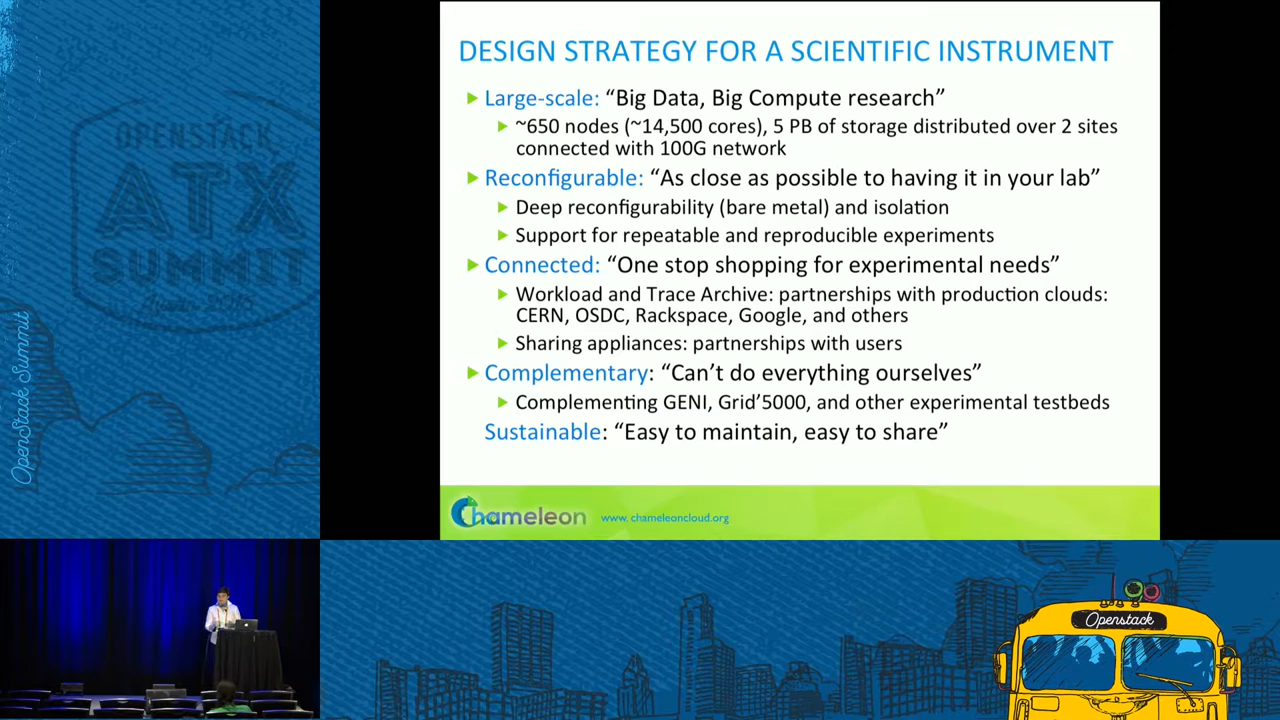 DESIGN STRATEGY FOR A SCIENTIFIC INSTRUMENT
Large-scale: “Big Data, Big Compute research”
~650 nodes (~14,500 cores), 5 PB of storage distributed over 2 sites
connected with 100G network
Reconfigurable: “As close as possible to having it in your lab”
Deep reconfigurability (bare metal) and isolation
Support for repeatable and reproducible experiments
Connected: “One stop shopping for experimental needs”
Workload and Trace Archive: partnerships with production clouds:
CERN, OSDC, Rackspace, Google, and others
Sharing appliances: partnerships with users
Complementary: “Can’t do everything ourselves”
Complementing GENI, Grid’5000, and other experimental testbeds
Sustainable: “Easy to maintain, easy to share”
Chameleon
www. chameleoncloud.org
OPENSTACK
ATX
SUMMIT
OpenStack Summit
Openstack